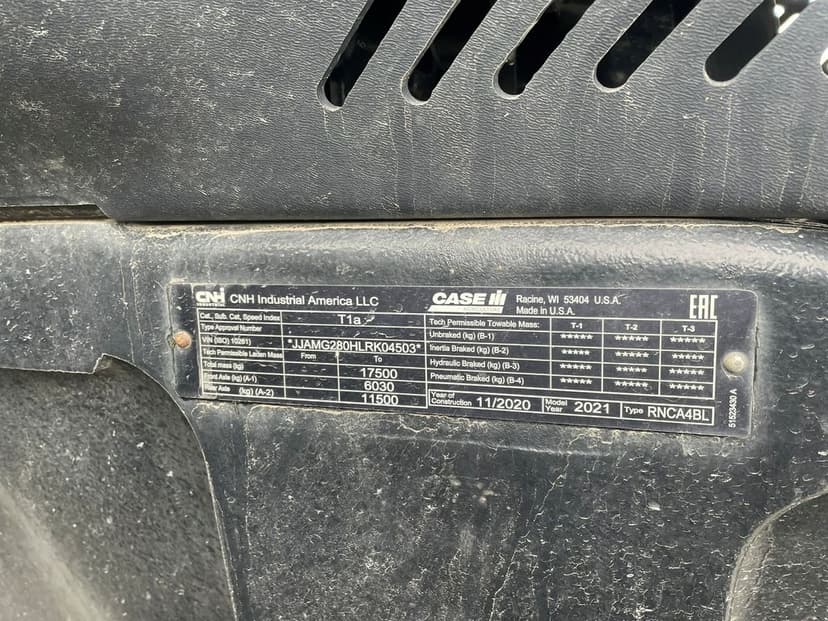 CNH INDUSTRIAL CNH Industrial America LLC
CASE IH Racine, WI 53404 U.S.A.
Made in U.S.A.
EAC
Cat., Sub. Cat., Speed Index T1a
Type Approval Number
VIN (ISO) 10261) *JJAMG280HLRK04503*
Tech Permissible Laden Mass From To
Total mass (kg) 17500
Front Axle (kg) (A-1) 6030
Rear Axle (kg) (A-2) 11500
Tech Permissible Towable Mass: T-1 T-2 T-3
Unbraked (kg) (B-1) ***** ***** *****
Inertia Braked (kg) (B-2) ***** ***** *****
Hydraulic Braked (kg) (B-3) ***** ***** *****
Pneumatic Braked (kg) (B-4) ***** ***** *****
Year of Construction 11/2020 Model Year 2021 Type RNCA4BL
51523430 A